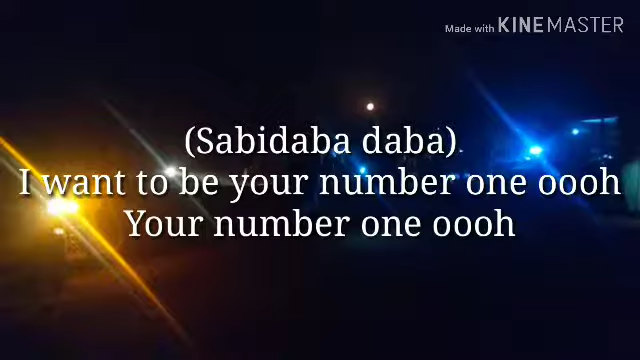 Made with KINEMASTER
(Sabidaba daba)
I want to be your number one oooh
Your number one oooh